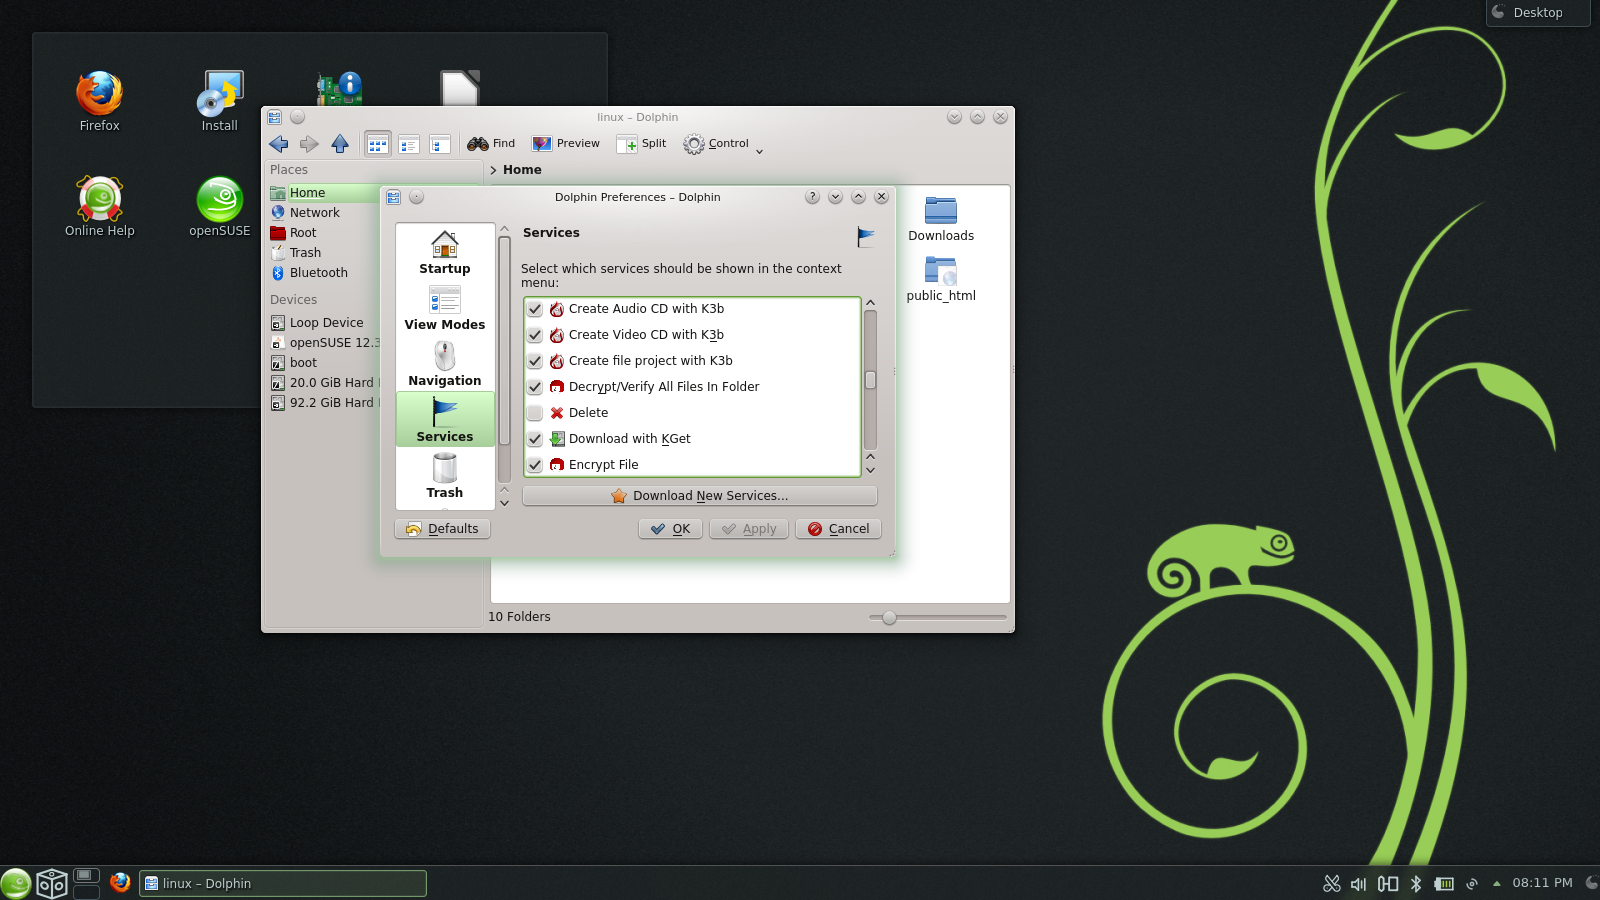 Desktop
Firefox
Install
Online Help
openSUSE
linux – Dolphin
Find
Preview
Split
Control
Places
Home
Network
Root
Trash
Bluetooth
Devices
Loop Device
openSUSE 12.3
boot
20.0 GiB Hard
92.2 GiB Hard
> Home
Downloads
public_html
10 Folders
Dolphin Preferences – Dolphin
?
Startup
View Modes
Navigation
Services
Trash
Services
Select which services should be shown in the context
menu:
Create Audio CD with K3b
Create Video CD with K3b
Create file project with K3b
Decrypt/Verify All Files In Folder
Delete
Download with KGet
Encrypt File
Download New Services...
Defaults
OK
Apply
Cancel
linux – Dolphin
08:11 PM